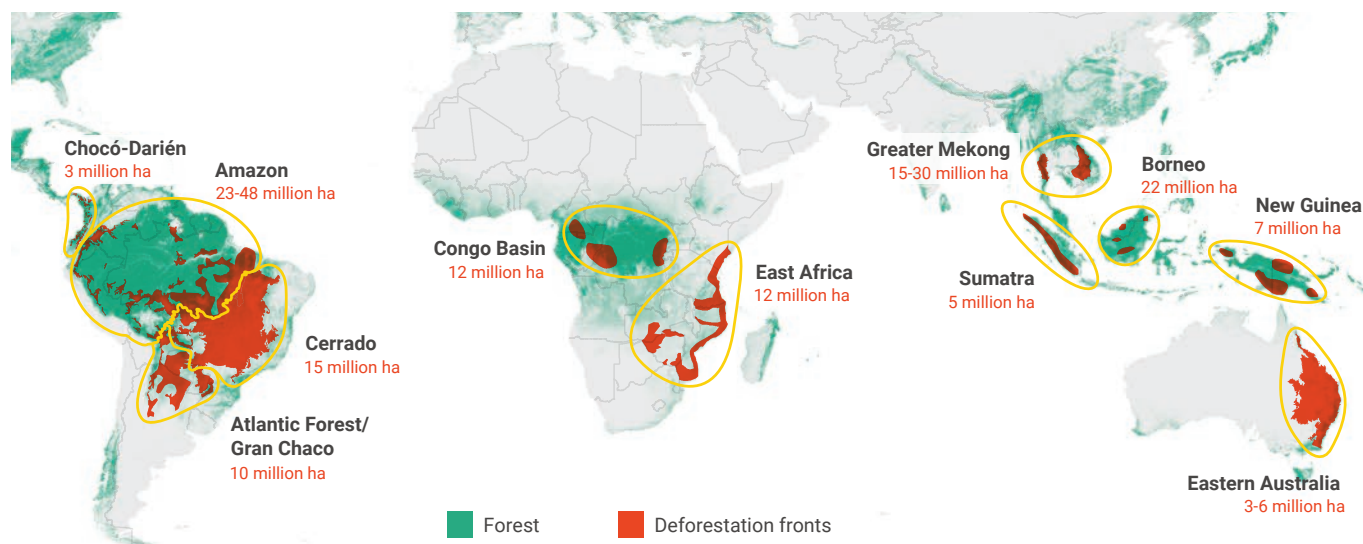 Chocó-Darién
3 million ha
Amazon
23-48 million ha
Cerrado
15 million ha
Atlantic Forest/
Gran Chaco
10 million ha
Congo Basin
12 million ha
East Africa
12 million ha
Greater Mekong
15-30 million ha
Borneo
22 million ha
New Guinea
7 million ha
Sumatra
5 million ha
Eastern Australia
3-6 million ha
Forest
Deforestation fronts